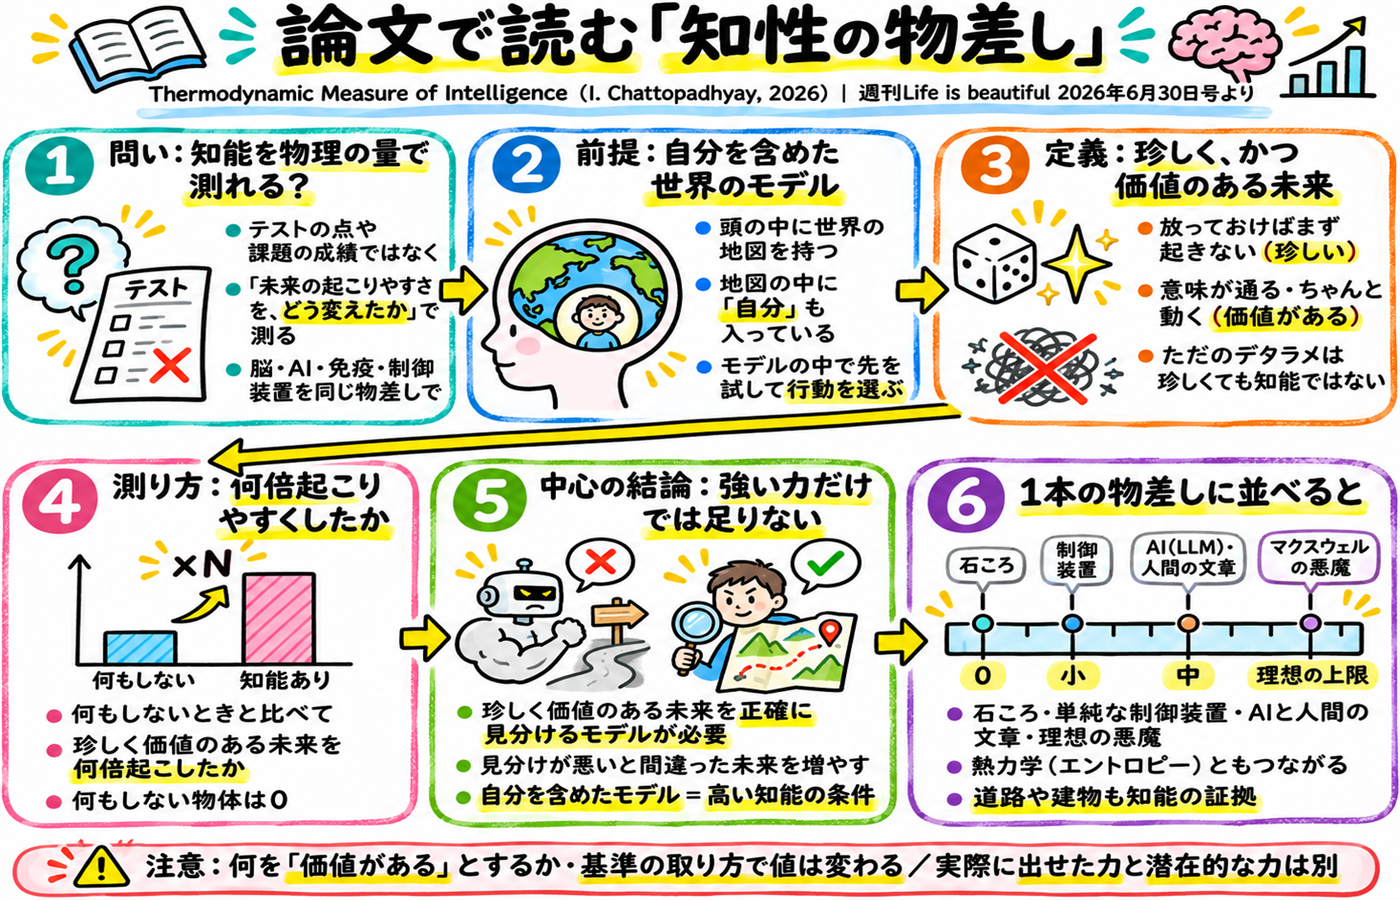 論文で読む「知性の物差し」
Thermodynamic Measure of Intelligence（I. Chattopadhyay, 2026）| 週刊Life is beautiful 2026年6月30日号より
1 問い：知能を物理の量で
測れる？
?
テスト
● テストの点や
課題の成績ではなく
● 「未来の起こりやすさ
を、どう変えたか」で
測る
● 脳・AI・免疫・制御
装置を同じ物差しで
2 前提：自分を含めた
世界のモデル
● 頭の中に世界の
地図を持つ
● 地図の中に
「自分」も
入っている
● モデルの中で先を
試して行動を選ぶ
3 定義：珍しく、かつ
価値のある未来
● 放っておけばまず
起きない（珍しい）
● 意味が通る・ちゃんと
動く（価値がある）
● ただのデタラメは
珍しくても知能ではない
4 測り方：何倍起こり
やすくしたか
×N
何もしない 知能あり
● 何もしないときと比べて
● 珍しく価値のある未来を
何倍起こしたか
● 何もしない物体は0
5 中心の結論：強い力だけ
では足りない
● 珍しく価値のある未来を正確に
見分けるモデルが必要
● 見分けが悪いと間違った未来を増やす
● 自分を含めたモデル＝高い知能の条件
6 1本の物差しに並べると
石ころ
制御
装置
AI(LLM)・
人間の文章
マクスウェル
の悪魔
0 小 中 理想の上限
● 石ころ・単純な制御装置・AIと人間の
文章・理想の悪魔
● 熱力学（エントロピー）ともつながる
● 道路や建物も知能の証拠
注意：何を「価値がある」とするか・基準の取り方で値は変わる／実際に出せた力と潜在的な力は別